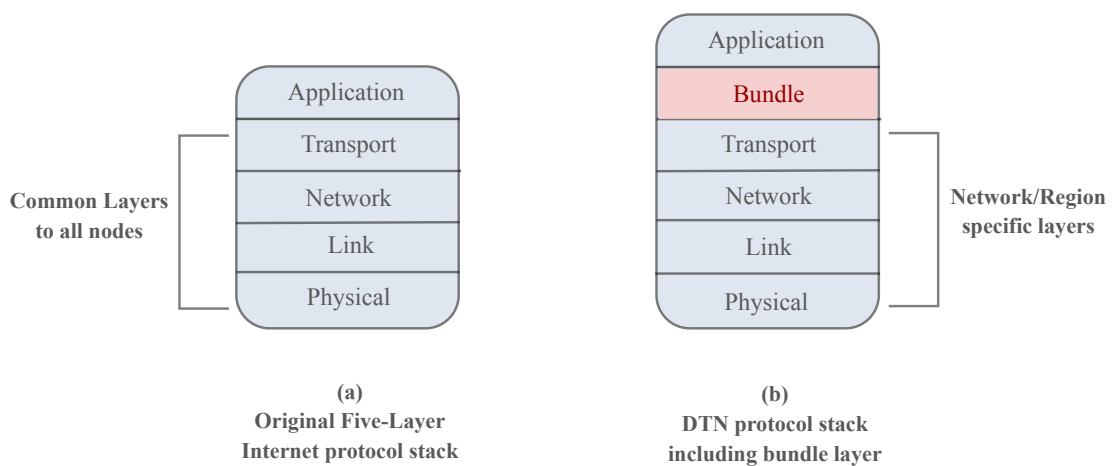 Application
Transport
Network
Link
Physical
Common Layers
to all nodes
(a)
Original Five-Layer
Internet protocol stack
Application
Bundle
Transport
Network
Link
Physical
Network/Region
specific layers
(b)
DTN protocol stack
including bundle layer